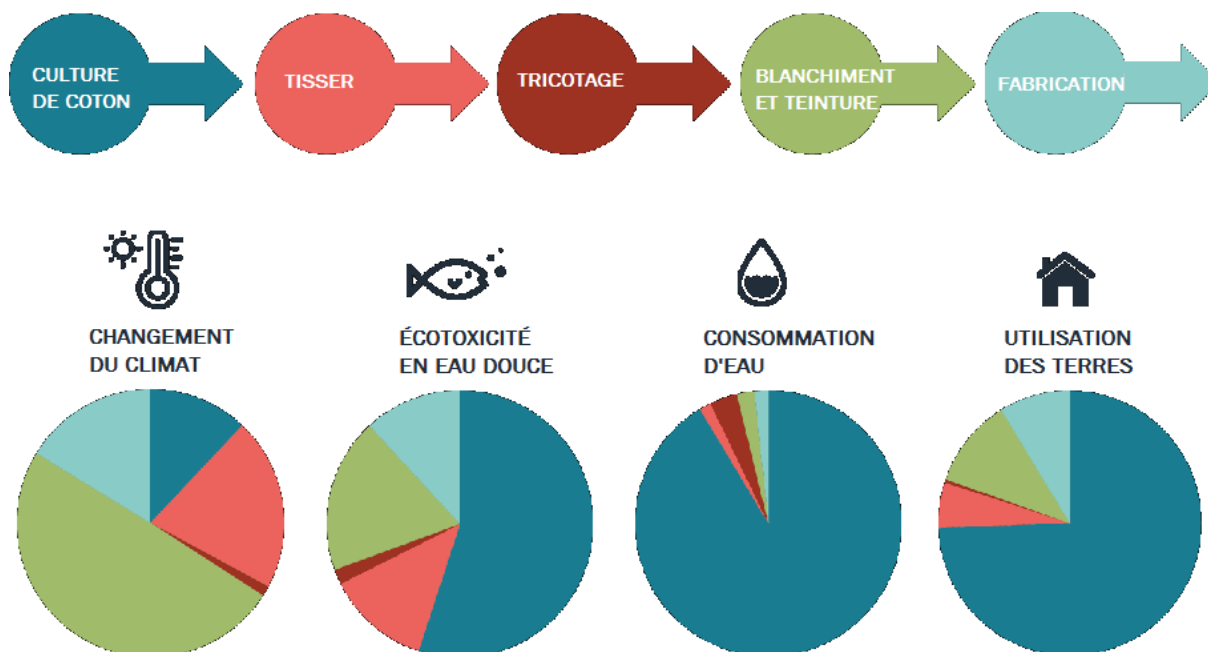 CULTURE
DE COTON
TISSER
TRICOTAGE
BLANCHIMENT
ET TEINTURE
FABRICATION
CHANGEMENT
DU CLIMAT
ÉCOTOXICITÉ
EN EAU DOUCE
CONSOMMATION
D'EAU
UTILISATION
DES TERRES